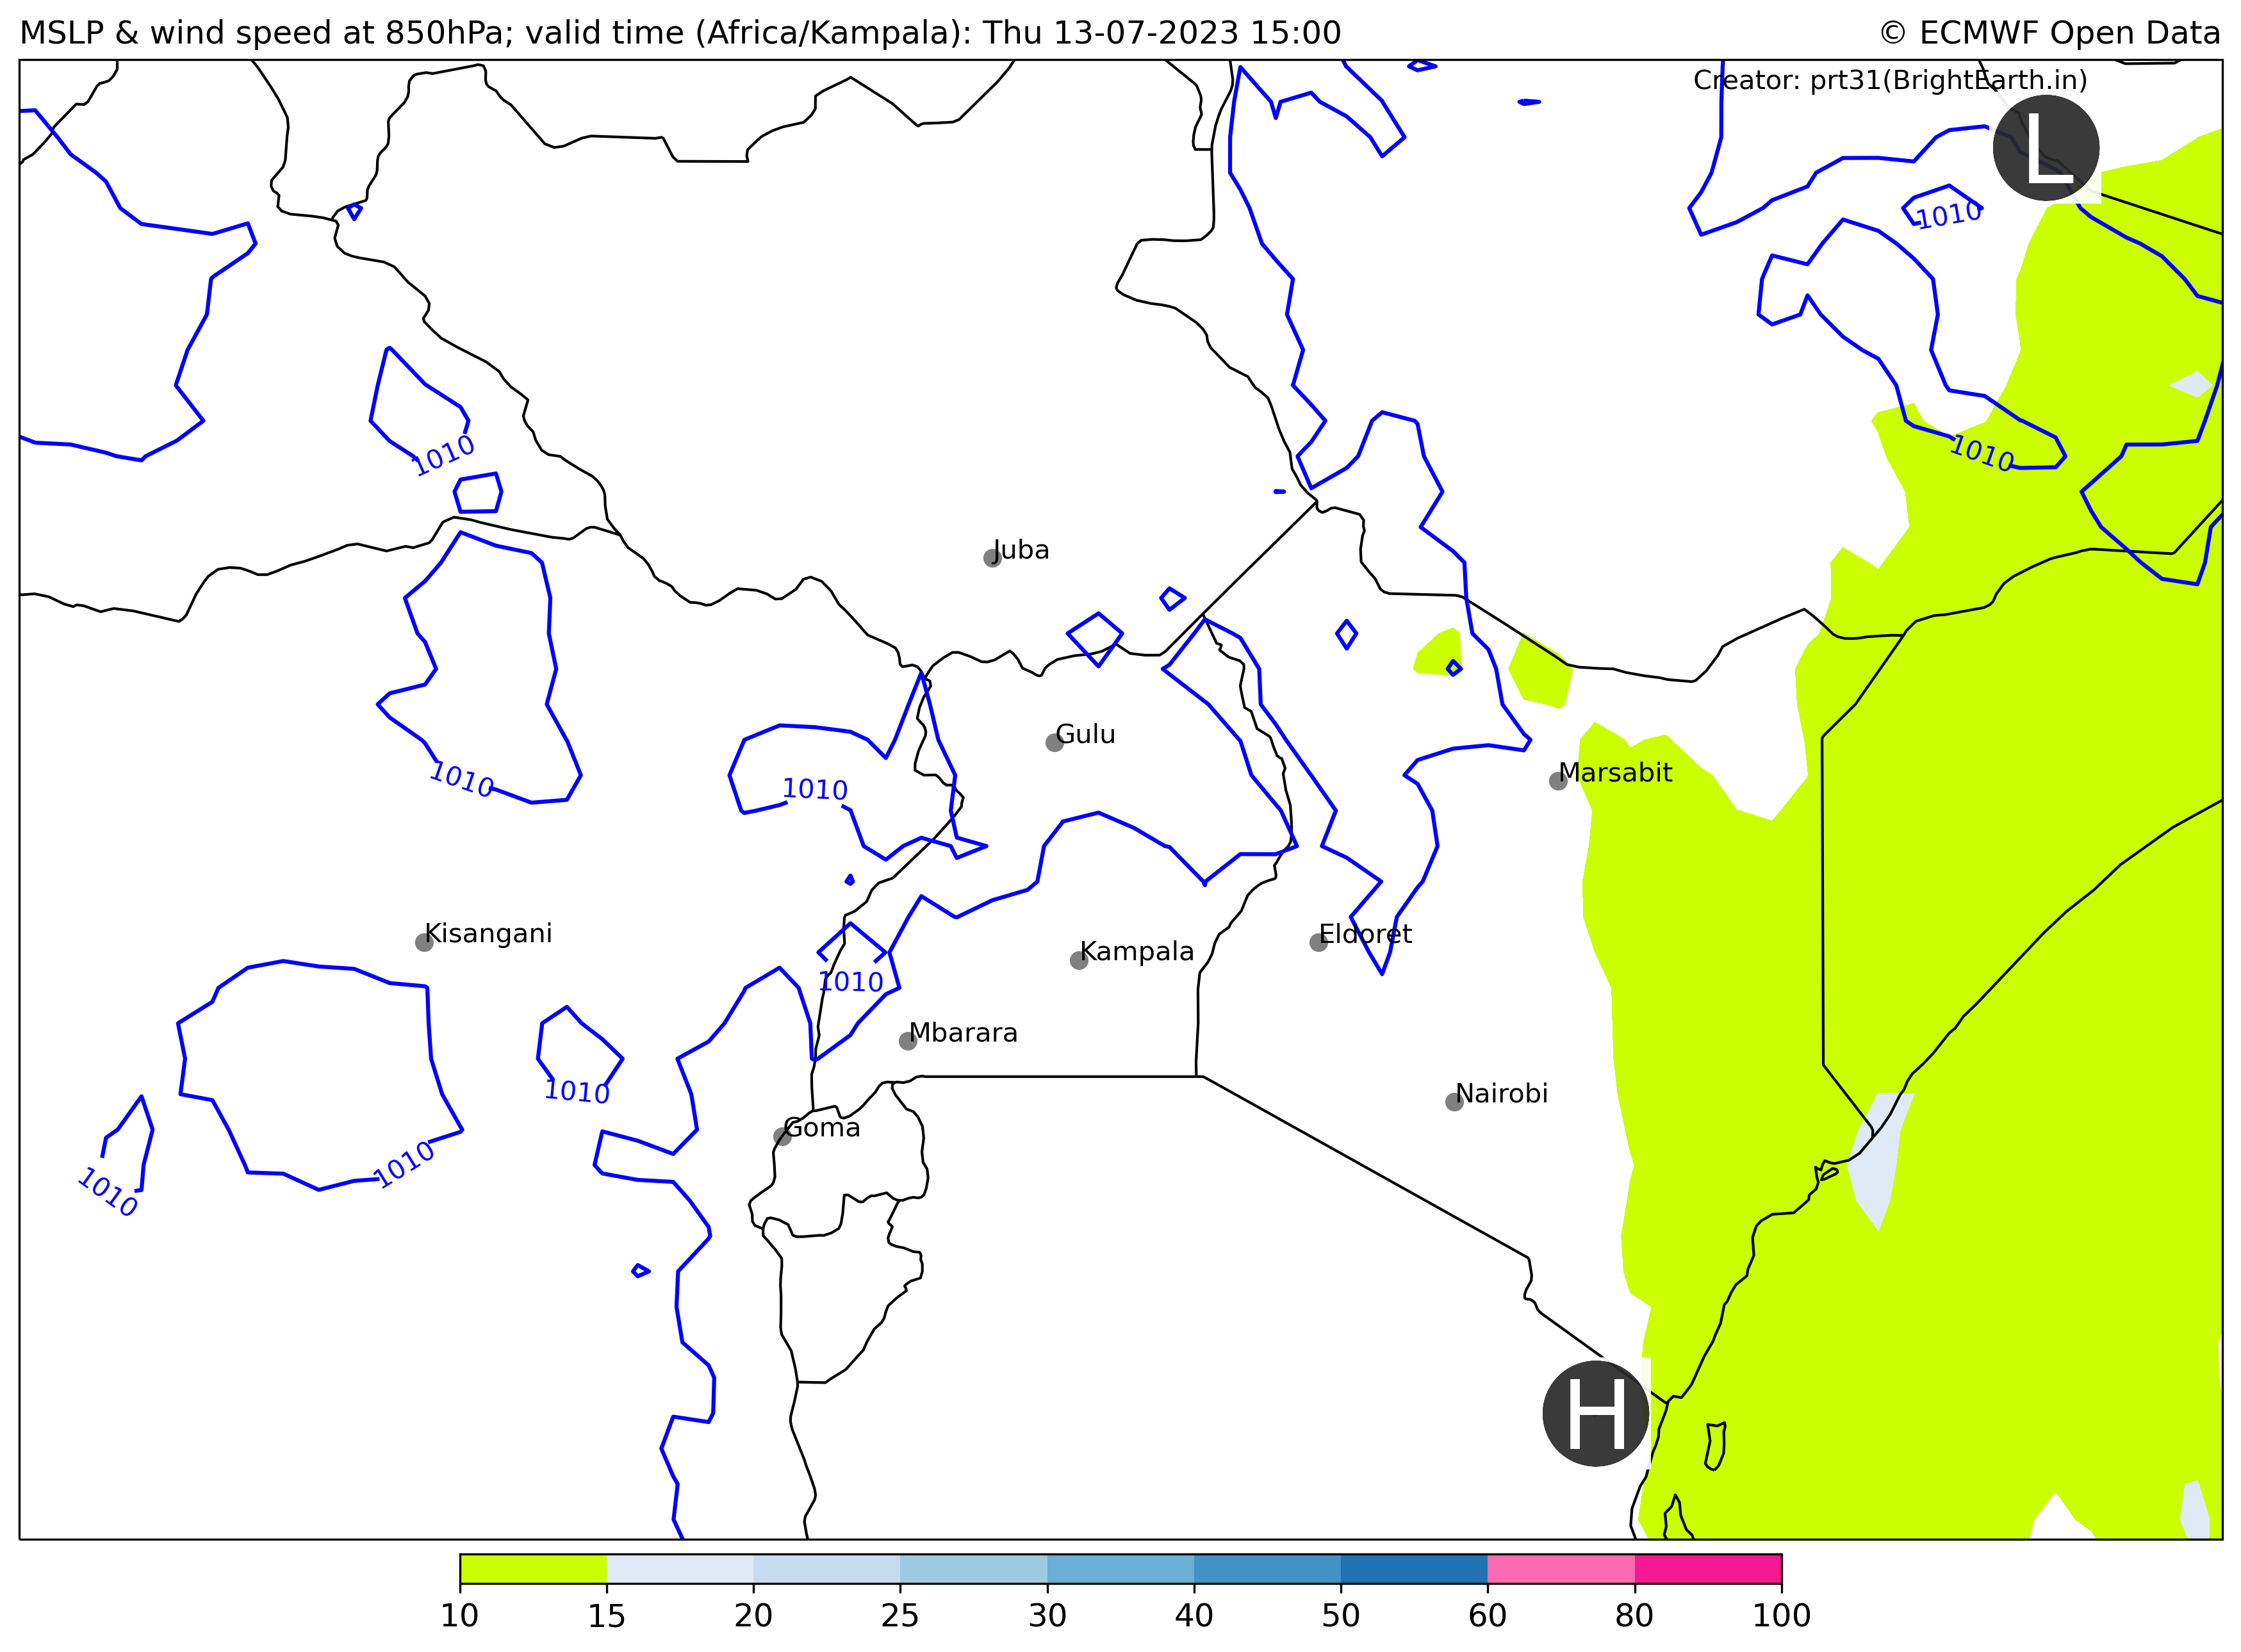 MSLP & wind speed at 850hPa; valid time (Africa/Kampala): Thu 13-07-2023 15:00
© ECMWF Open Data
Creator: prt31(BrightEarth.in)
L
1010
1010
1010
Juba
Gulu
Marsabit
1010
1010
Kisangani
Eldoret
Kampala
1010
Mbarara
1010
Nairobi
Goma
1010
1010
H
10 15 20 25 30 40 50 60 80 100